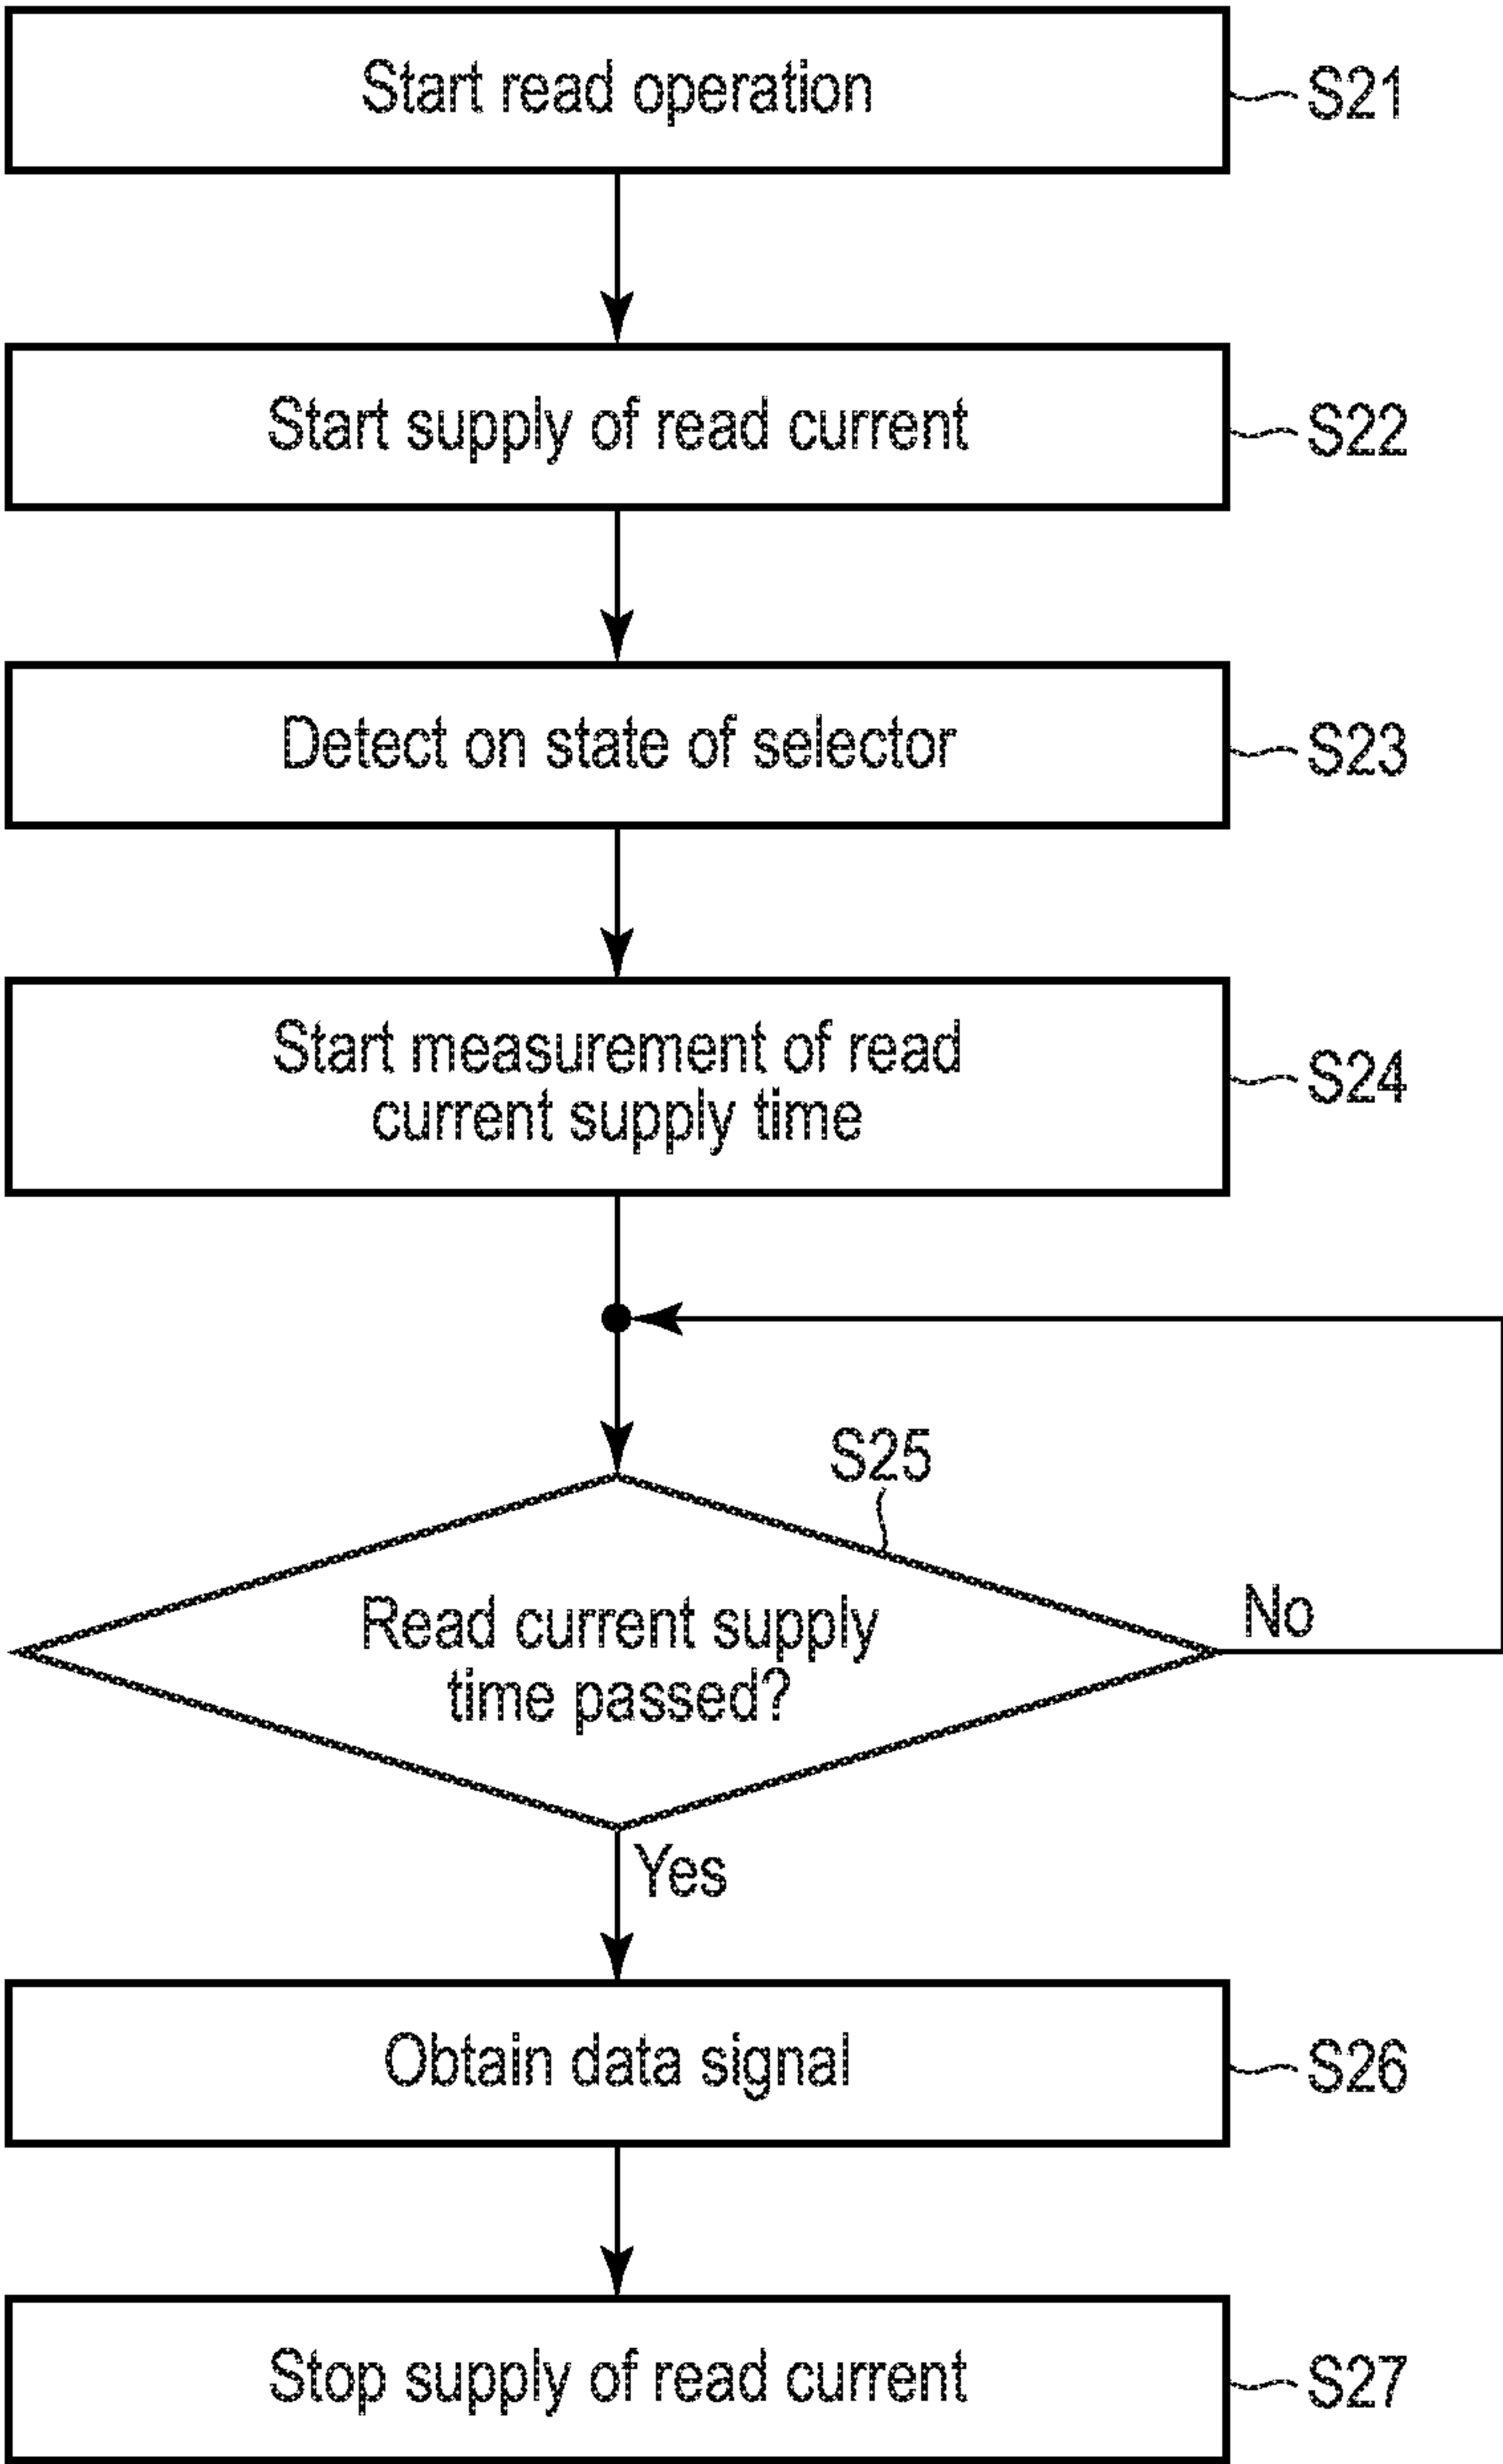 Start read operation
S21
Start supply of read current
S22
Detect on state of selector
S23
Start measurement of read
current supply time
S24
S25
Read current supply
time passed?
No
Yes
Obtain data signal
S26
Stop supply of read current
S27